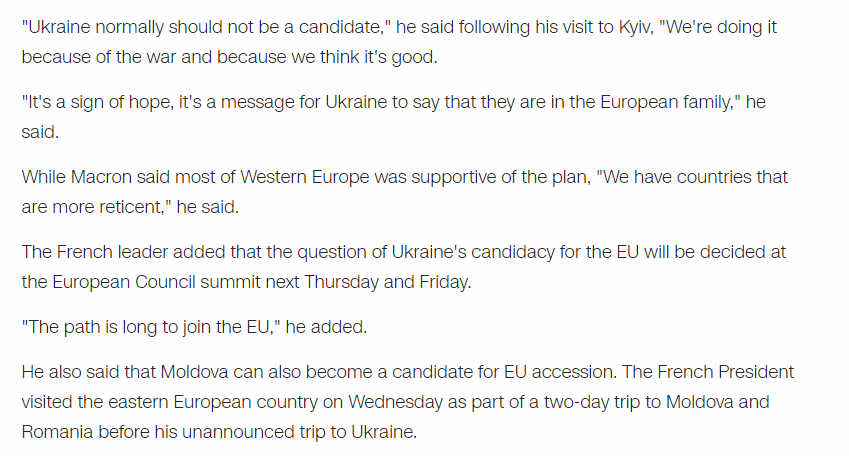 "Ukraine normally should not be a candidate," he said following his visit to Kyiv, "We're doing it
because of the war and because we think it's good.
"It's a sign of hope, it's a message for Ukraine to say that they are in the European family," he
said.
While Macron said most of Western Europe was supportive of the plan, "We have countries that
are more reticent," he said.
The French leader added that the question of Ukraine's candidacy for the EU will be decided at
the European Council summit next Thursday and Friday.
"The path is long to join the EU," he added.
He also said that Moldova can also become a candidate for EU accession. The French President
visited the eastern European country on Wednesday as part of a two-day trip to Moldova and
Romania before his unannounced trip to Ukraine.